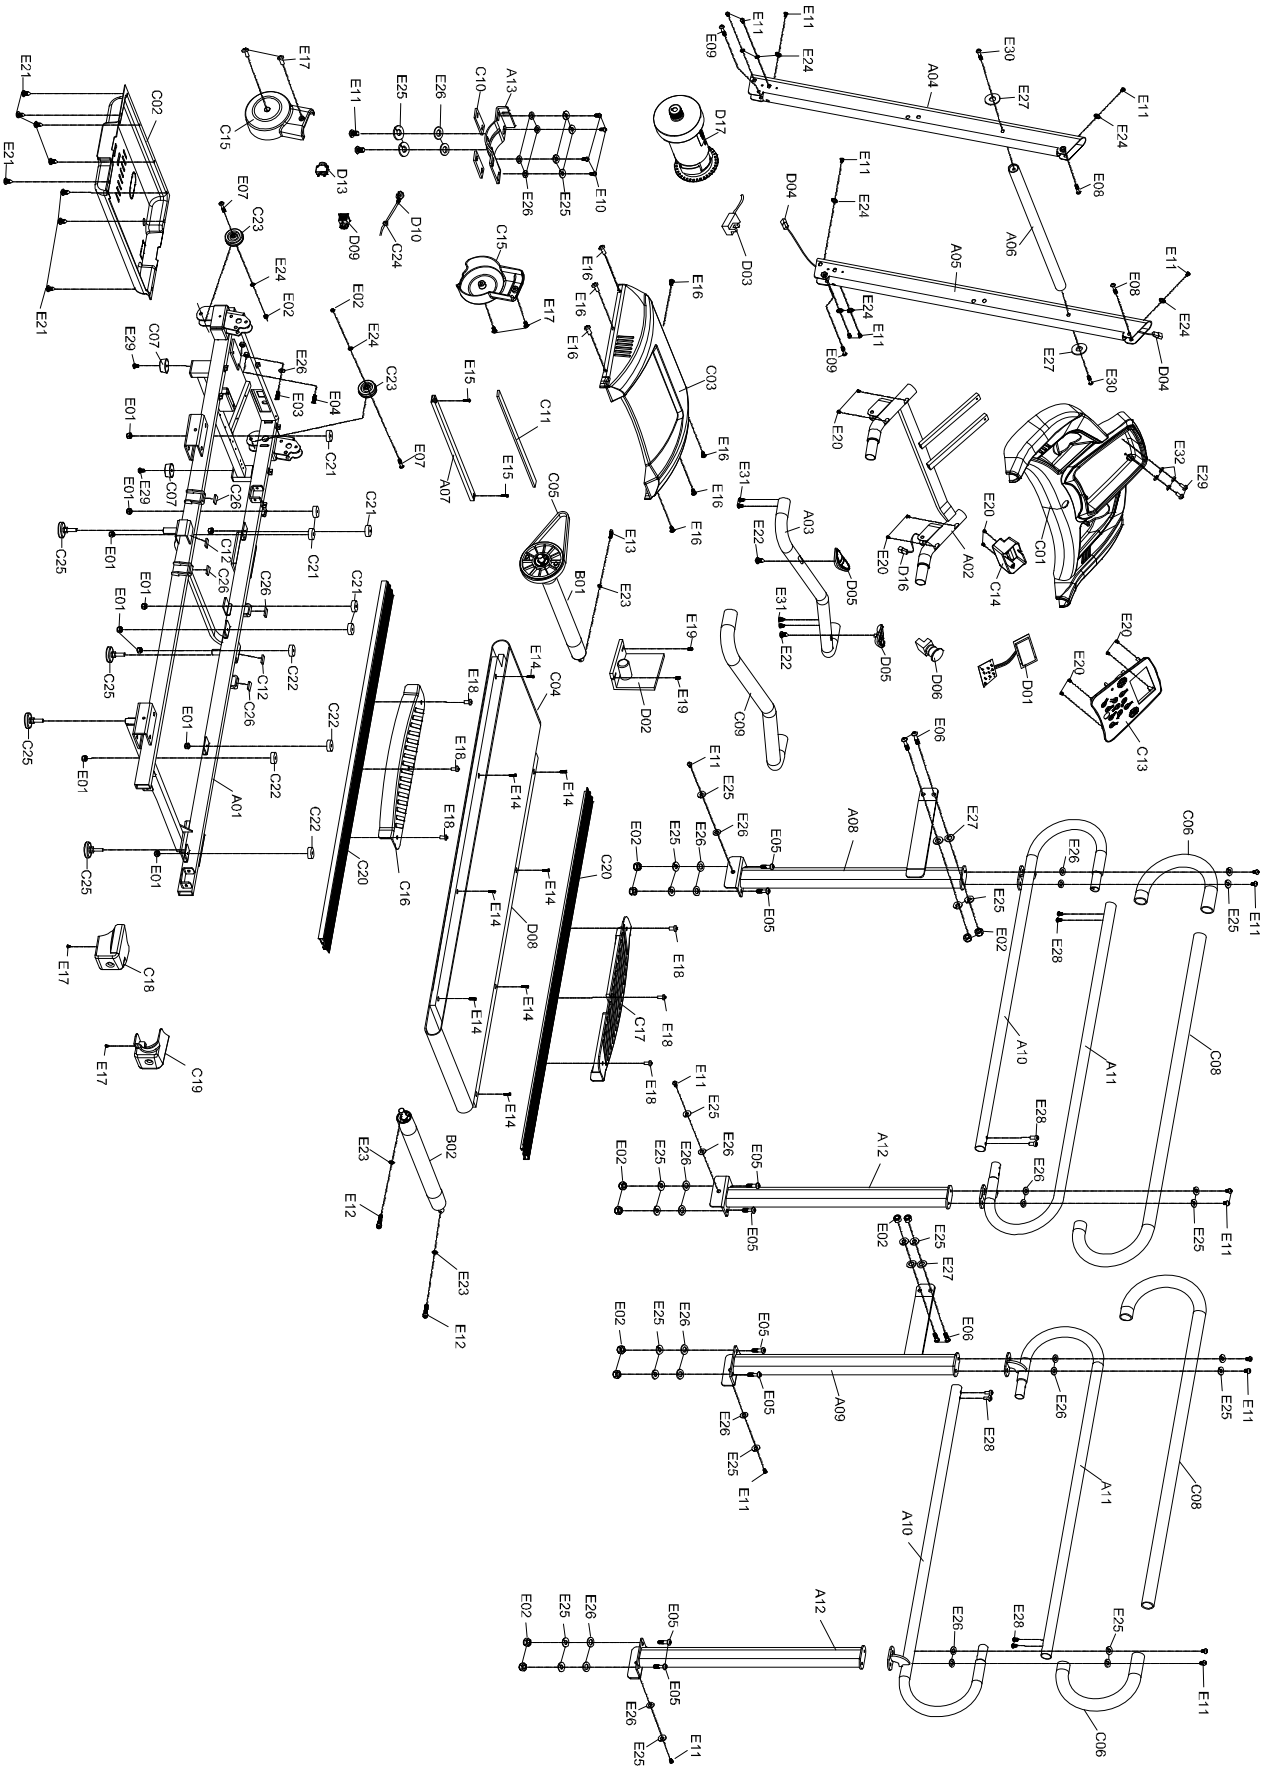 E11
E11
E09
E24
E30
A04
E27
E11
E24
E08
E17
C15
E21
C02
E21
E21
E11
E25
E26
C10
A13
E26
E25
E10
D17
D03
D13
D09
D10
C24
E11
E24
D04
A06
A05
E08
E11
E24
D04
E24
E11
E09
E27
E30
E07
C23
E24
E02
C15
E17
E16
E16
E16
E16
C03
E16
E16
E16
E02
E24
C23
E07
E15
C11
A07
E15
C07
E29
E26
E03
E04
E01
C21
E29
C07
C26
E01
C21
C21
C12
C26
C25
E01
E01
C26
C21
E01
C22
C25
C12
C26
E01
C22
C25
E01
C22
A01
C25
E01
C22
C05
B01
E13
E23
E20
A02
E20
D16
E31
A03
E22
D05
E31
E22
D05
E32
E29
C01
E20
C14
D06
D01
E20
E20
C13
E19
D02
E19
C09
E06
E14
C04
E18
E18
E18
C16
C20
E14
E14
E14
E14
D08
E14
E14
E14
C20
E18
E18
C17
E18
E11
E25
E26
E02
E25
E26
E05
E05
A08
E27
E25
E02
E26
C06
E25
E11
E28
A10
A11
C08
E28
E17
C18
E17
C19
B02
E23
E12
E23
E12
E11
E25
E26
E02
E25
E26
E05
E05
A12
E26
E25
E11
E02
E25
E27
E06
E02
E25
E26
E05
E05
A09
E26
E25
E11
E26
E25
E11
E28
A10
A11
C08
E28
E26
E25
E11
C06
E02
E25
E26
E05
E05
A12
E26
E25
E11